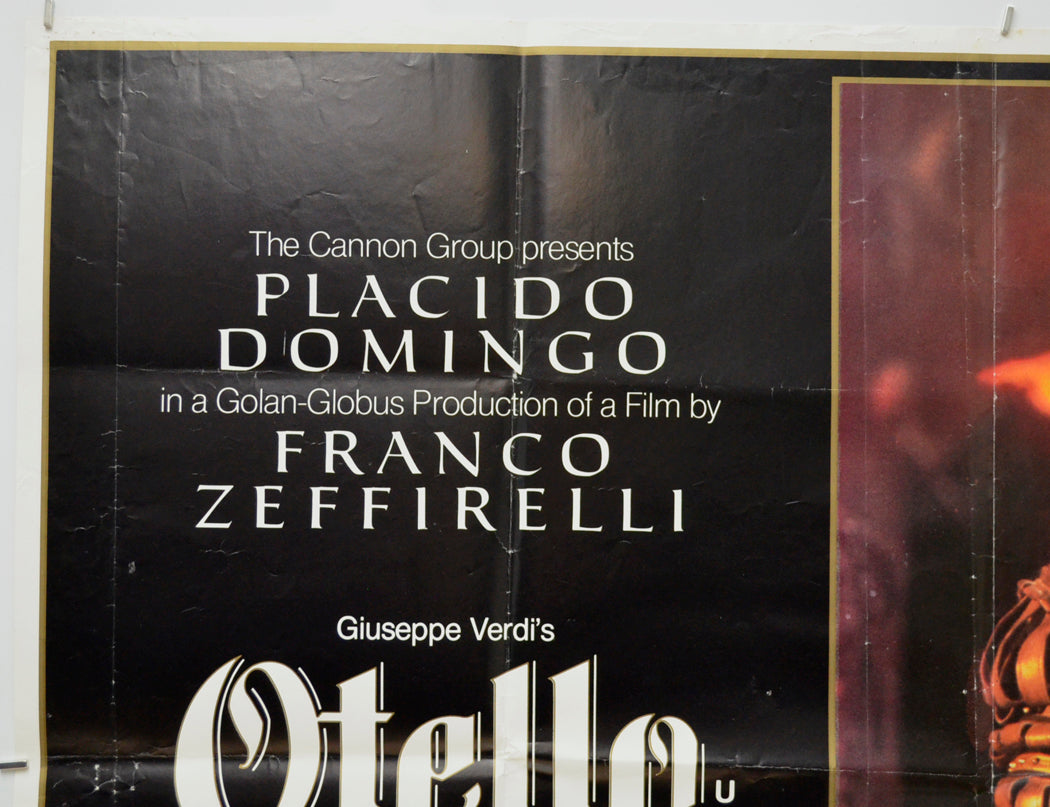 The Cannon Group presents
PLACIDO
DOMINGO
in a Golan-Globus Production of a Film by
FRANCO
ZEFFIRELLI
Giuseppe Verdi's
Otello
U